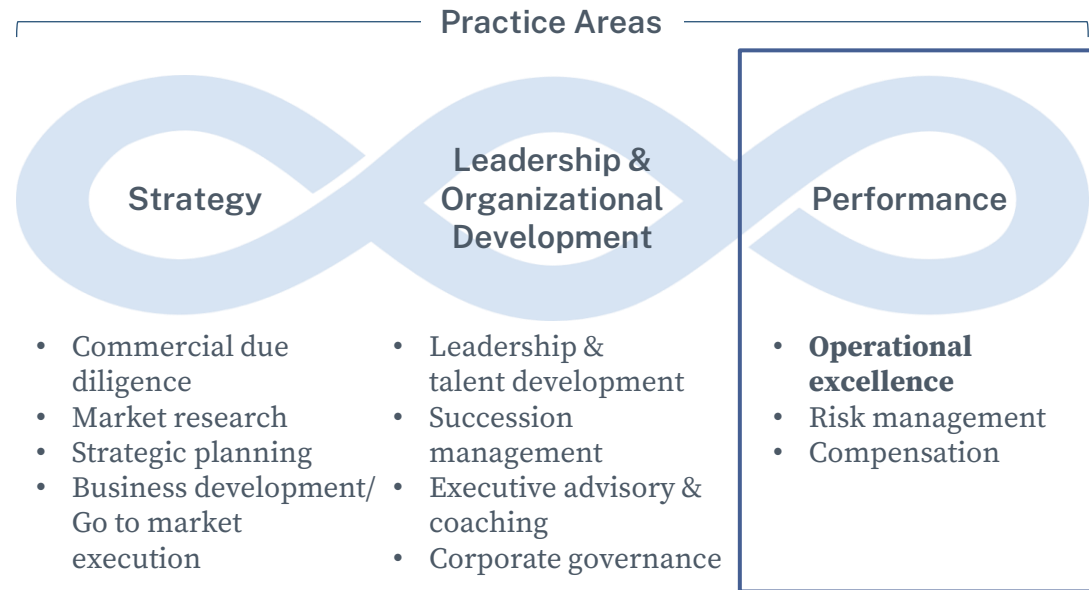 Practice Areas
Strategy
Leadership &
Organizational
Development
Performance
• Commercial due
diligence
• Market research
• Strategic planning
• Business development/
Go to market
execution
• Leadership &
talent development
• Succession
management
• Executive advisory &
coaching
• Corporate governance
• Operational
excellence
• Risk management
• Compensation